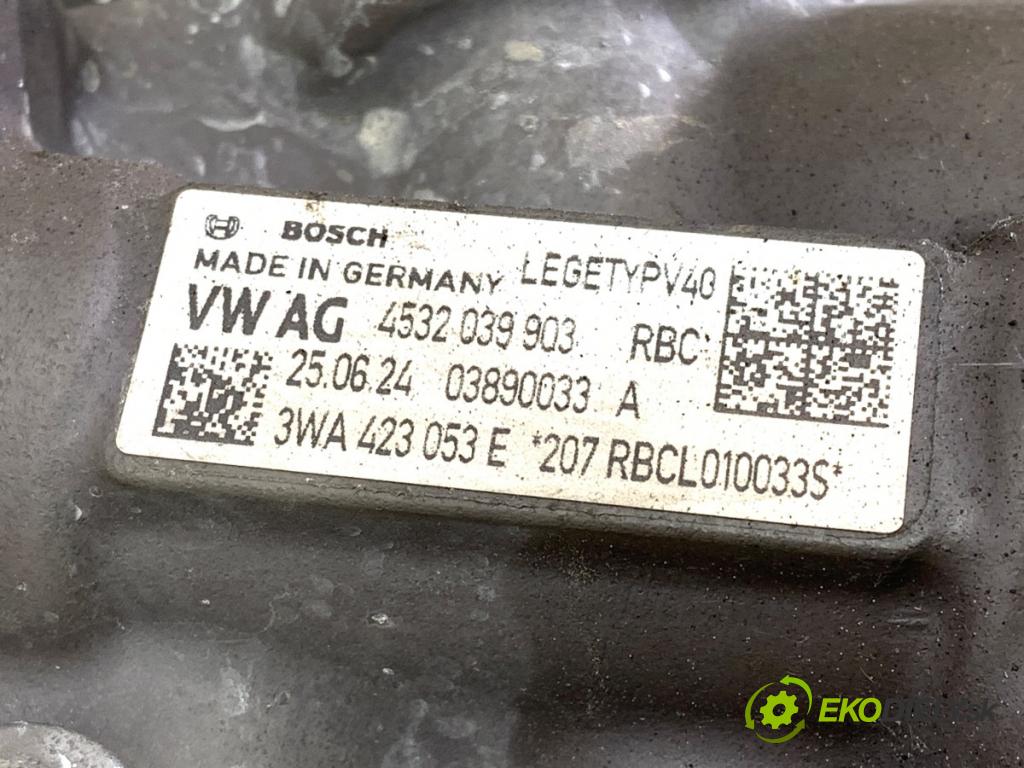 BOSCH
MADE IN GERMANY LEGETYPV40
VW AG 4532 039 903 RBC
25.06.24 03890033 A
3WA 423 053 E *207 RBCL010033S*